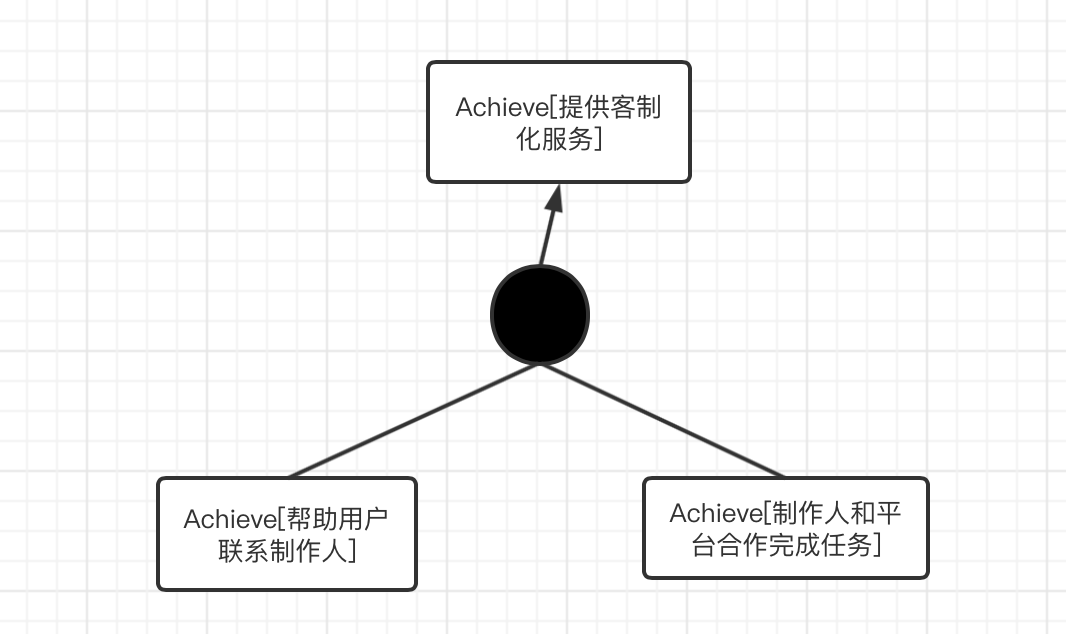 Achieve[提供客制
化服务]
Achieve[帮助用户
联系制作人]
Achieve[制作人和平
台合作完成任务]